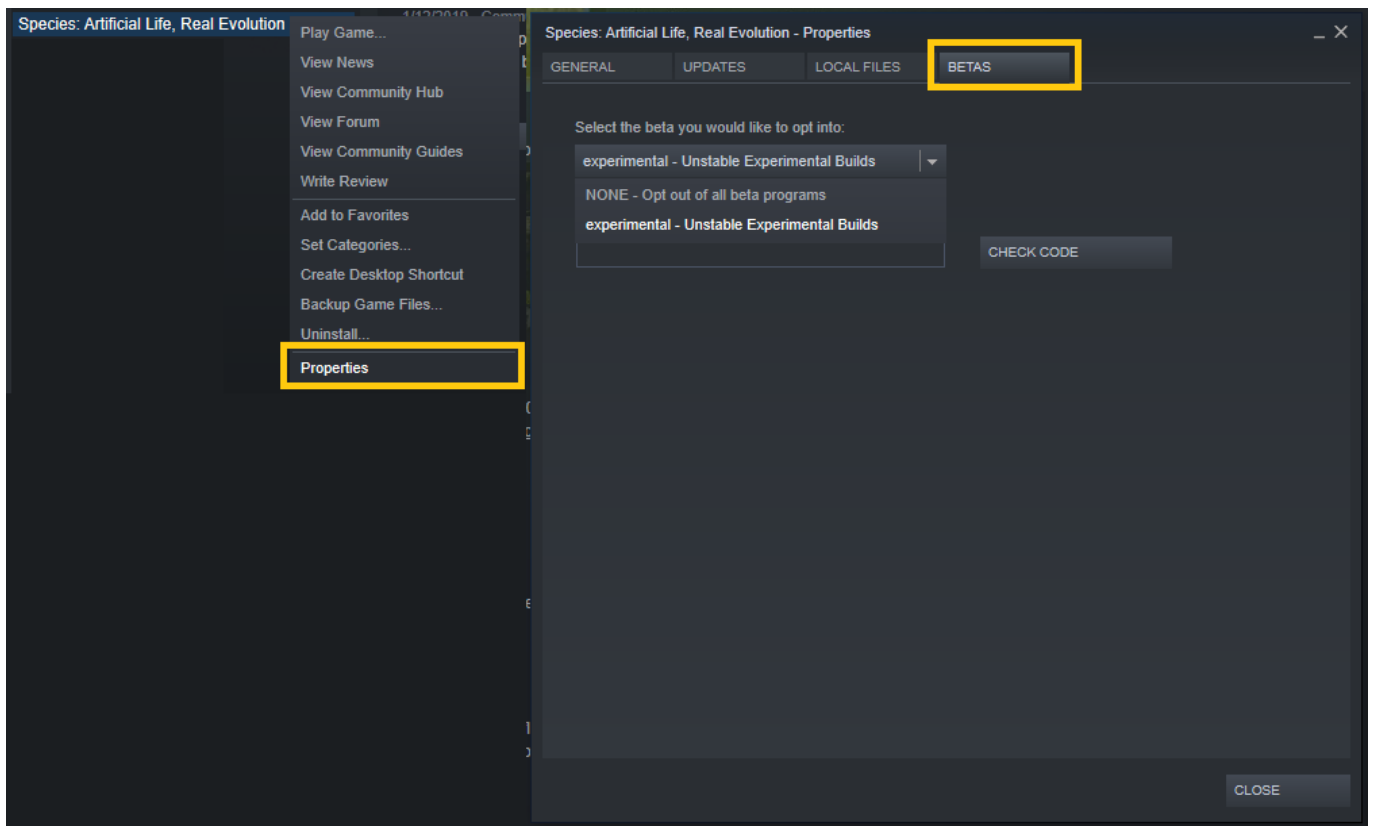 Species: Artificial Life, Real Evolution
Play Game...
View News
View Community Hub
View Forum
View Community Guides
Write Review
Add to Favorites
Set Categories...
Create Desktop Shortcut
Backup Game Files...
Uninstall...
Properties
Species: Artificial Life, Real Evolution - Properties
GENERAL
UPDATES
LOCAL FILES
BETAS
Select the beta you would like to opt into:
experimental - Unstable Experimental Builds
NONE - Opt out of all beta programs
experimental - Unstable Experimental Builds
CHECK CODE
CLOSE